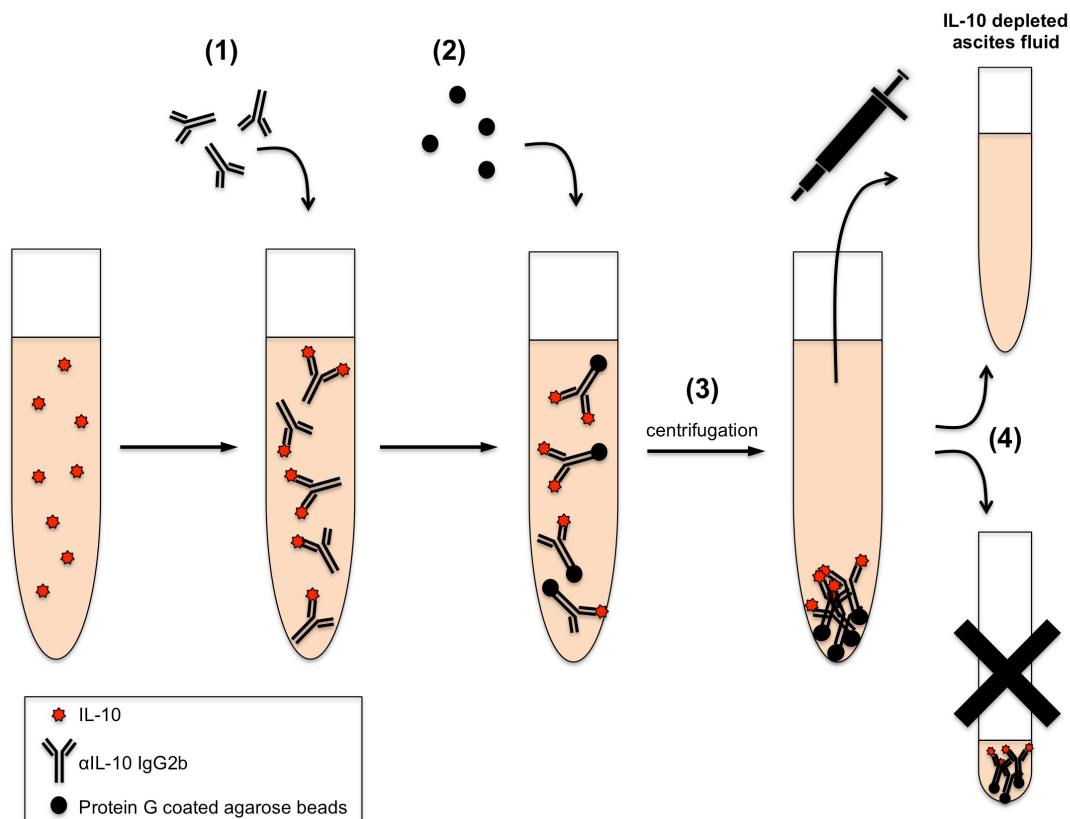 (1)
(2)
IL-10 depleted
ascites fluid
(3)
centrifugation
(4)
IL-10
αIL-10 IgG2b
Protein G coated agarose beads